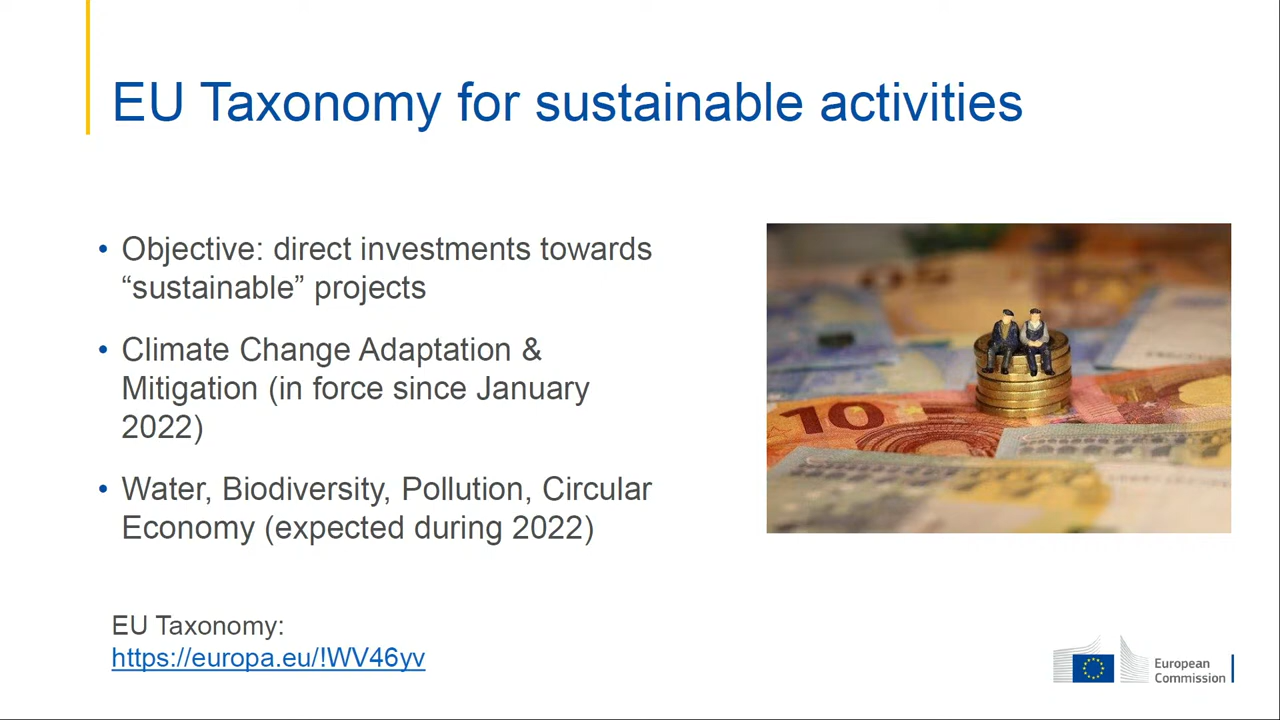 EU Taxonomy for sustainable activities
• Objective: direct investments towards
“sustainable” projects
• Climate Change Adaptation &
Mitigation (in force since January
2022)
• Water, Biodiversity, Pollution, Circular
Economy (expected during 2022)
10
EU Taxonomy:
https://europa.eu/!WV46yv
European
Commission